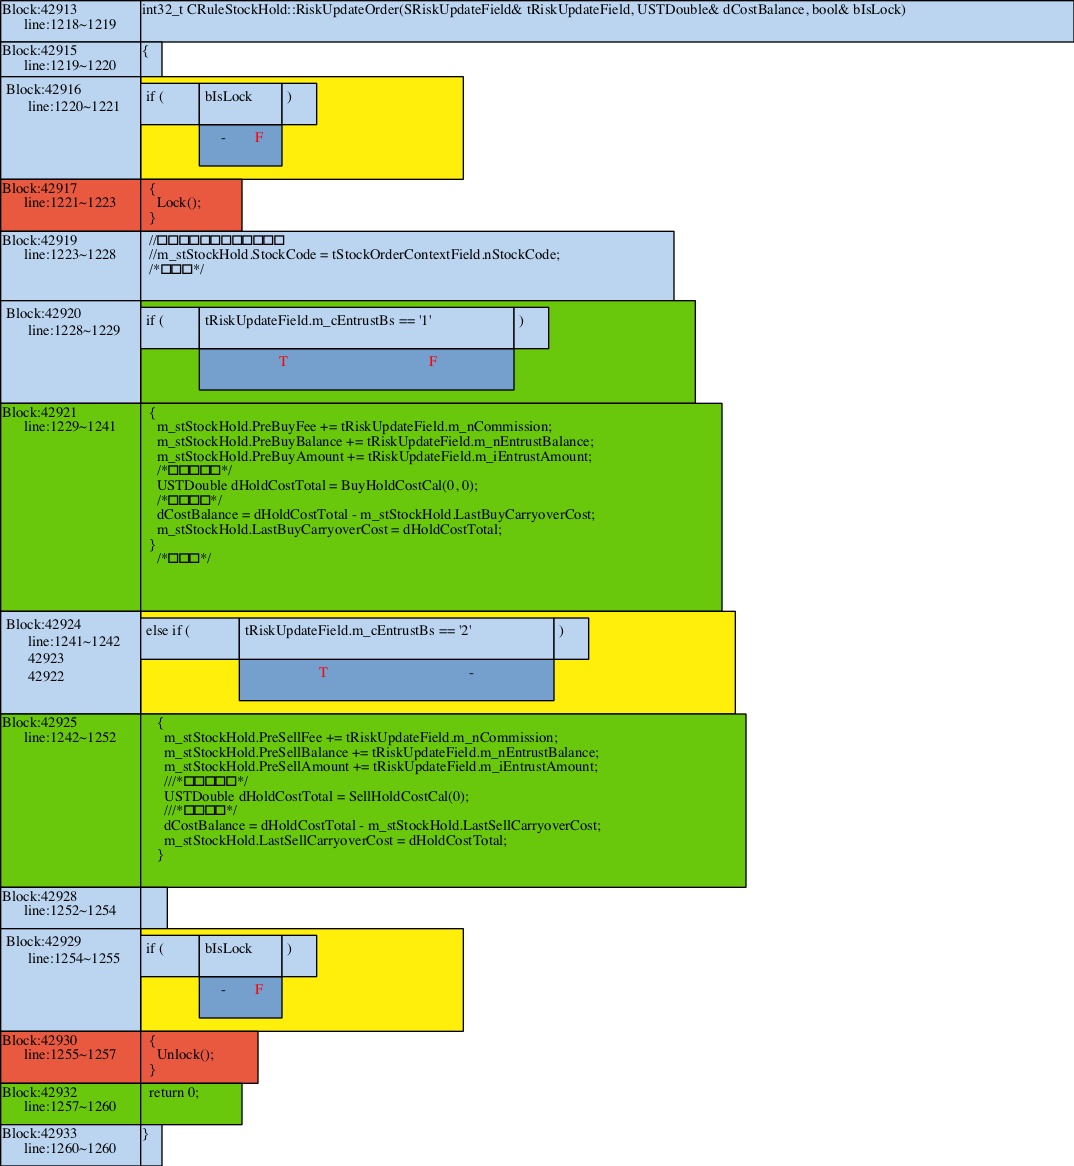 Block:42913
line:1218~1219
int32_t CRuleStockHold::RiskUpdateOrder(SRiskUpdateField& tRiskUpdateField, USTDouble& dCostBalance, bool& bIsLock)
Block:42915
line:1219~1220
{
Block:42916
line:1220~1221
if ( bIsLock )
- F
Block:42917
line:1221~1223
{
Lock();
}
Block:42919
line:1223~1228
//□□□□□□□□□□□□
//m_stStockHold.StockCode = tStockOrderContextField.nStockCode;
/*□□□*/
Block:42920
line:1228~1229
if ( tRiskUpdateField.m_cEntrustBs == '1' )
T F
Block:42921
line:1229~1241
{
m_stStockHold.PreBuyFee += tRiskUpdateField.m_nCommission;
m_stStockHold.PreBuyBalance += tRiskUpdateField.m_nEntrustBalance;
m_stStockHold.PreBuyAmount += tRiskUpdateField.m_iEntrustAmount;
/*□□□□□*/
USTDouble dHoldCostTotal = BuyHoldCostCal(0, 0);
/*□□□□*/
dCostBalance = dHoldCostTotal - m_stStockHold.LastBuyCarryoverCost;
m_stStockHold.LastBuyCarryoverCost = dHoldCostTotal;
}
/*□□□*/
Block:42924
line:1241~1242
42923
42922
else if ( tRiskUpdateField.m_cEntrustBs == '2' )
T -
Block:42925
line:1242~1252
{
m_stStockHold.PreSellFee += tRiskUpdateField.m_nCommission;
m_stStockHold.PreSellBalance += tRiskUpdateField.m_nEntrustBalance;
m_stStockHold.PreSellAmount += tRiskUpdateField.m_iEntrustAmount;
///*□□□□□*/
USTDouble dHoldCostTotal = SellHoldCostCal(0);
///*□□□□*/
dCostBalance = dHoldCostTotal - m_stStockHold.LastSellCarryoverCost;
m_stStockHold.LastSellCarryoverCost = dHoldCostTotal;
}
Block:42928
line:1252~1254
Block:42929
line:1254~1255
if ( bIsLock )
- F
Block:42930
line:1255~1257
{
Unlock();
}
Block:42932
line:1257~1260
return 0;
Block:42933
line:1260~1260
}